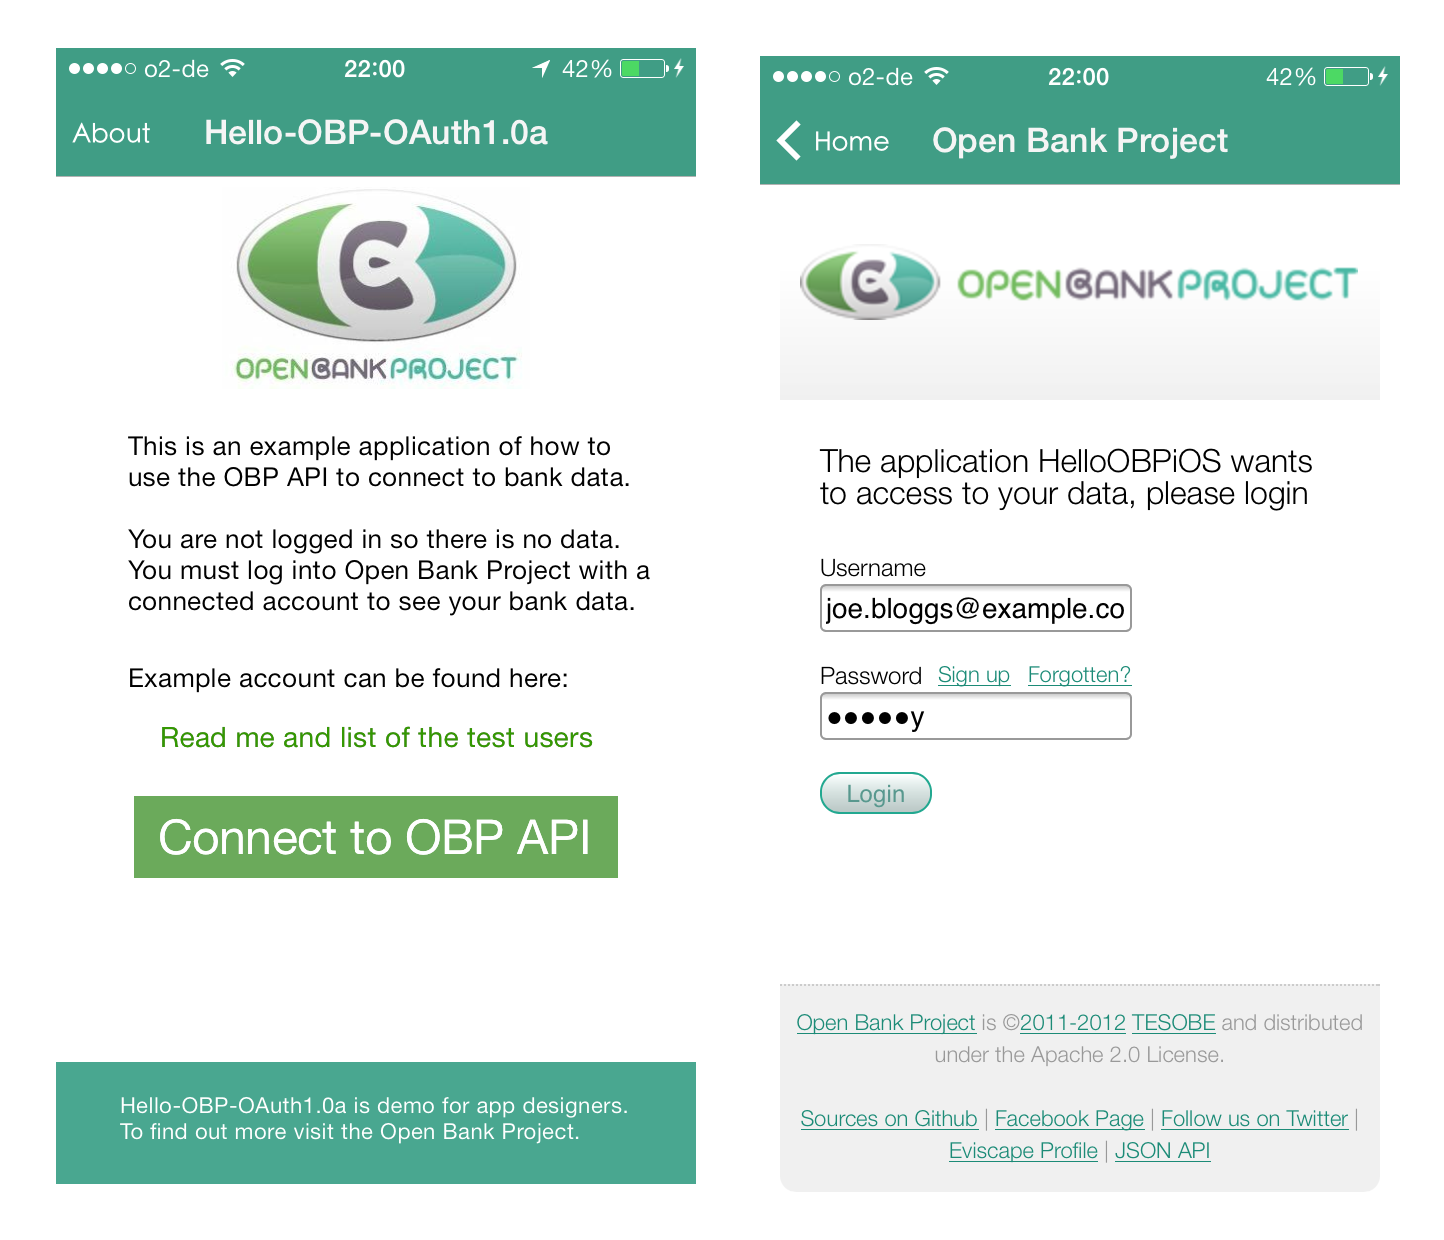 o2-de 22:00 42%
About Hello-OBP-OAuth1.0a
OPENBANKPROJECT
This is an example application of how to
use the OBP API to connect to bank data.
You are not logged in so there is no data.
You must log into Open Bank Project with a
connected account to see your bank data.
Example account can be found here:
Read me and list of the test users
Connect to OBP API
Hello-OBP-OAuth1.0a is demo for app designers.
To find out more visit the Open Bank Project.
o2-de 22:00 42%
Home Open Bank Project
OPENBANKPROJECT
The application HelloOBPiOS wants
to access to your data, please login
Username
joe.bloggs@example.co
Password Sign up Forgotten?
●●●●●y
Login
Open Bank Project is ©2011-2012 TESOBE and distributed
under the Apache 2.0 License.
Sources on Github | Facebook Page | Follow us on Twitter |
Eviscape Profile | JSON API